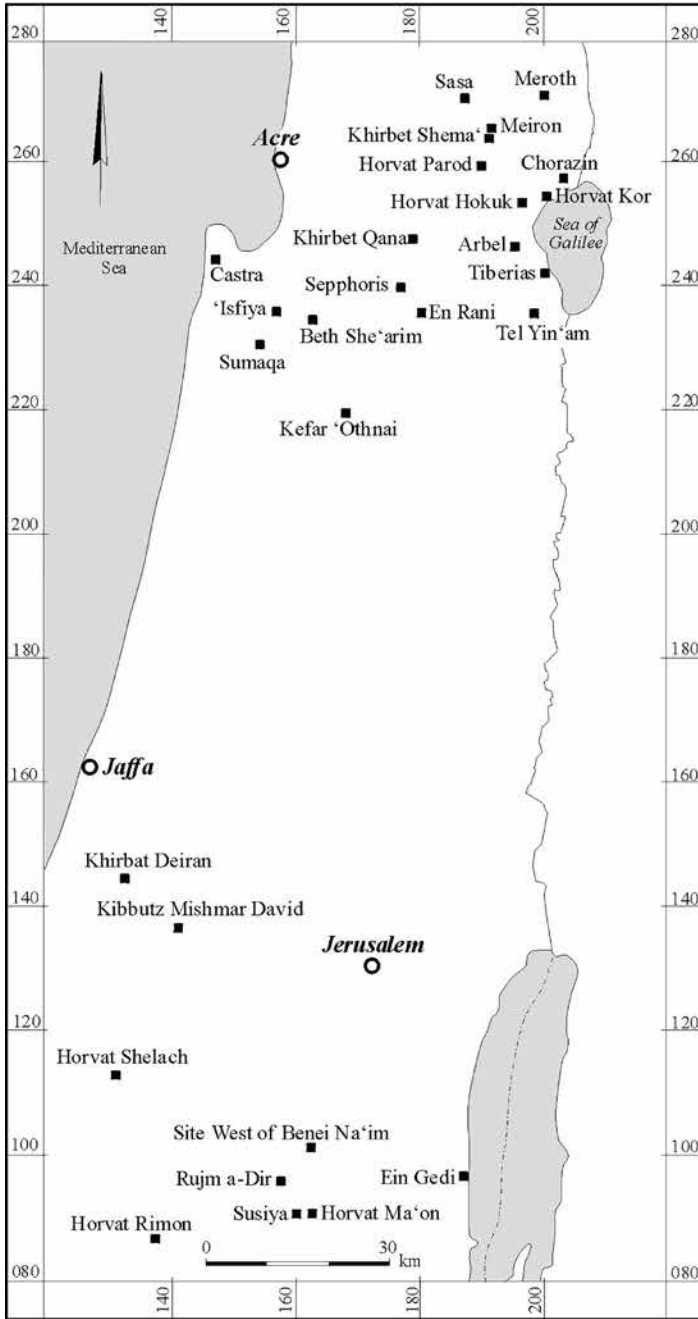 140
160
180
200
280
280
Sasa
Meroth
Acre
Khirbet Shema‘
Meiron
260
Horvat Parod
Chorazin
260
Horvat Hokuk
Horvat Kor
Mediterranean
Sea
Khirbet Qana
Arbel
Sea of
Galilee
Castra
Sepphoris
Tiberias
240
240
‘Isfiya
Beth She‘arim
En Rani
Tel Yin‘am
Sumaqa
220
Kefar ‘Othnai
220
200
200
180
180
Jaffa
160
160
Khirbat Deiran
140
Kibbutz Mishmar David
140
Jerusalem
120
120
Horvat Shelach
Site West of Benei Na‘im
100
100
Rujm a-Dir
Ein Gedi
Horvat Rimon
Susiya
Horvat Ma‘on
0
30
km
080
080
140
160
180
200